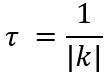 τ = 1/|k|